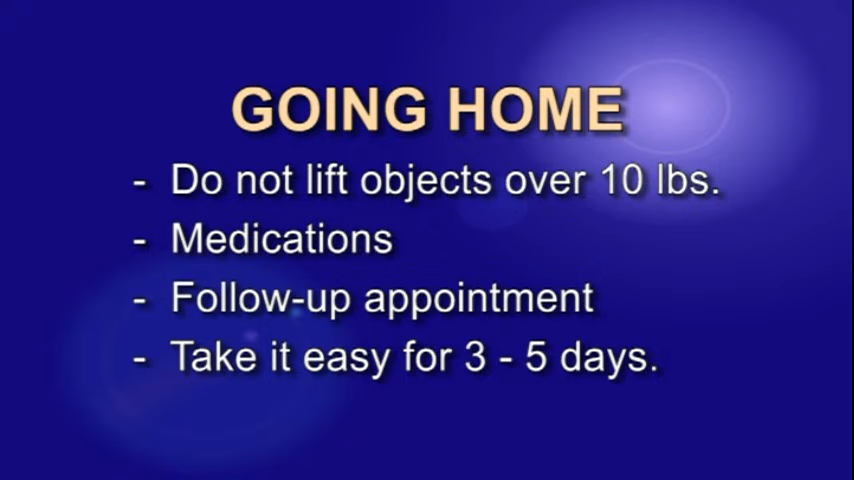 GOING HOME
- Do not lift objects over 10 lbs.
- Medications
- Follow-up appointment
- Take it easy for 3 - 5 days.